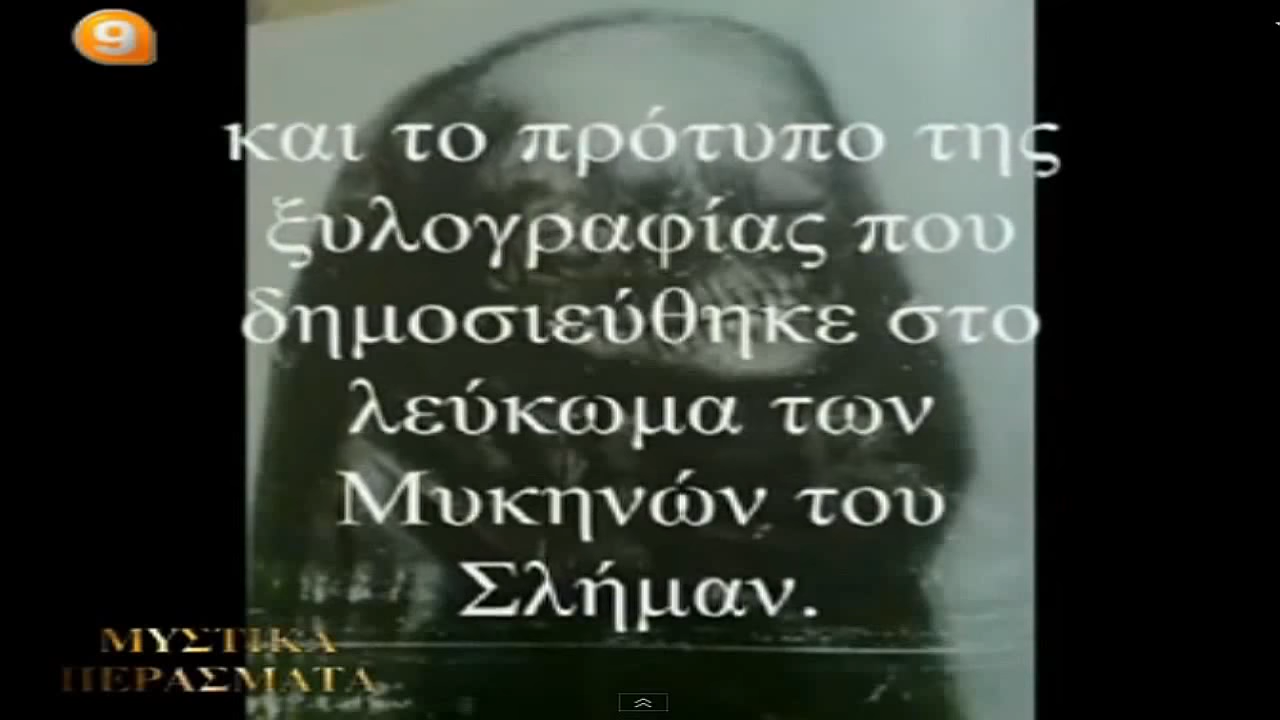 9
και το πρότυπο της
ξυλογραφίας που
δημοσιεύθηκε στο
λεύκωμα των
Μυκηνών του
Σλήμαν.
ΜΥΣΤΙΚΑ
ΠΕΡΑΣΜΑΤΑ